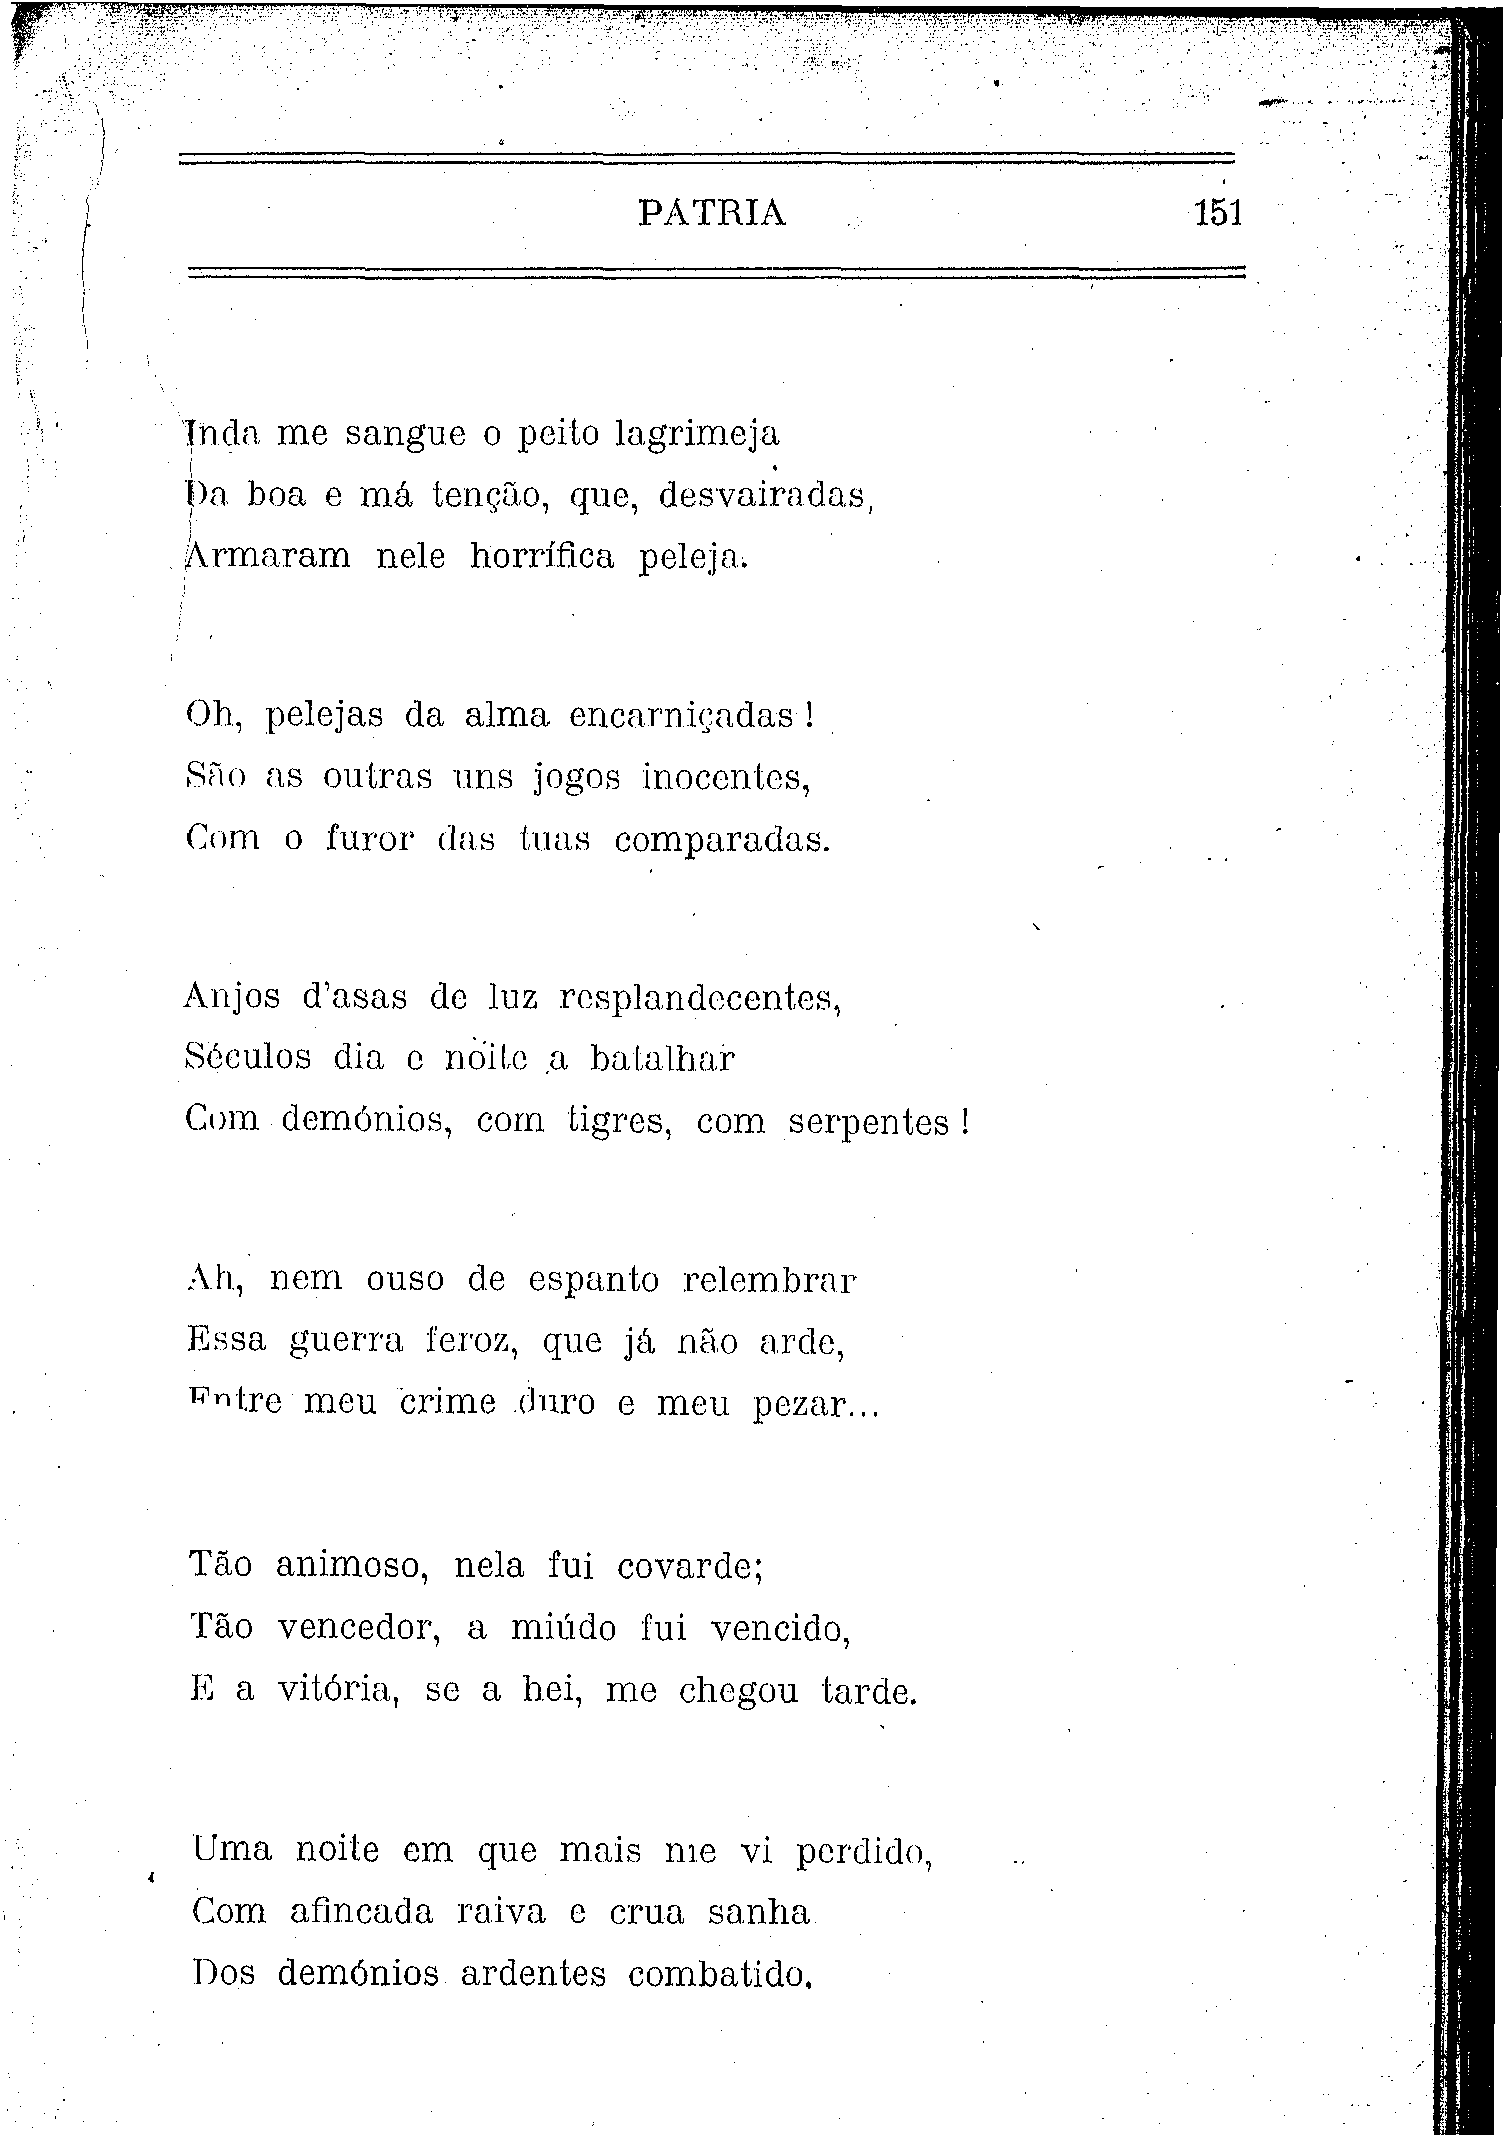 PATRIA 151
Inda me sangue o peito lagrimeja
Da boa e má tenção, que, desvairadas,
Armaram nele horrífica peleja.
Oh, pelejas da alma encarniçadas !
São as outras uns jogos inocentes,
Com o furor das tuas comparadas.
Anjos d'asas de luz resplandecentes,
Séculos dia e noite a batalhar
Com demónios, com tigres, com serpentes !
Ah, nem ouso de espanto relembrar
Essa guerra feroz, que já não arde,
Entre meu crime duro e meu pezar...
Tão animoso, nela fui covarde;
Tão vencedor, a miúdo fui vencido,
E a vitória, se a hei, me chegou tarde.
Uma noite em que mais me vi perdido,
Com afincada raiva e crua sanha
Dos demónios ardentes combatido.